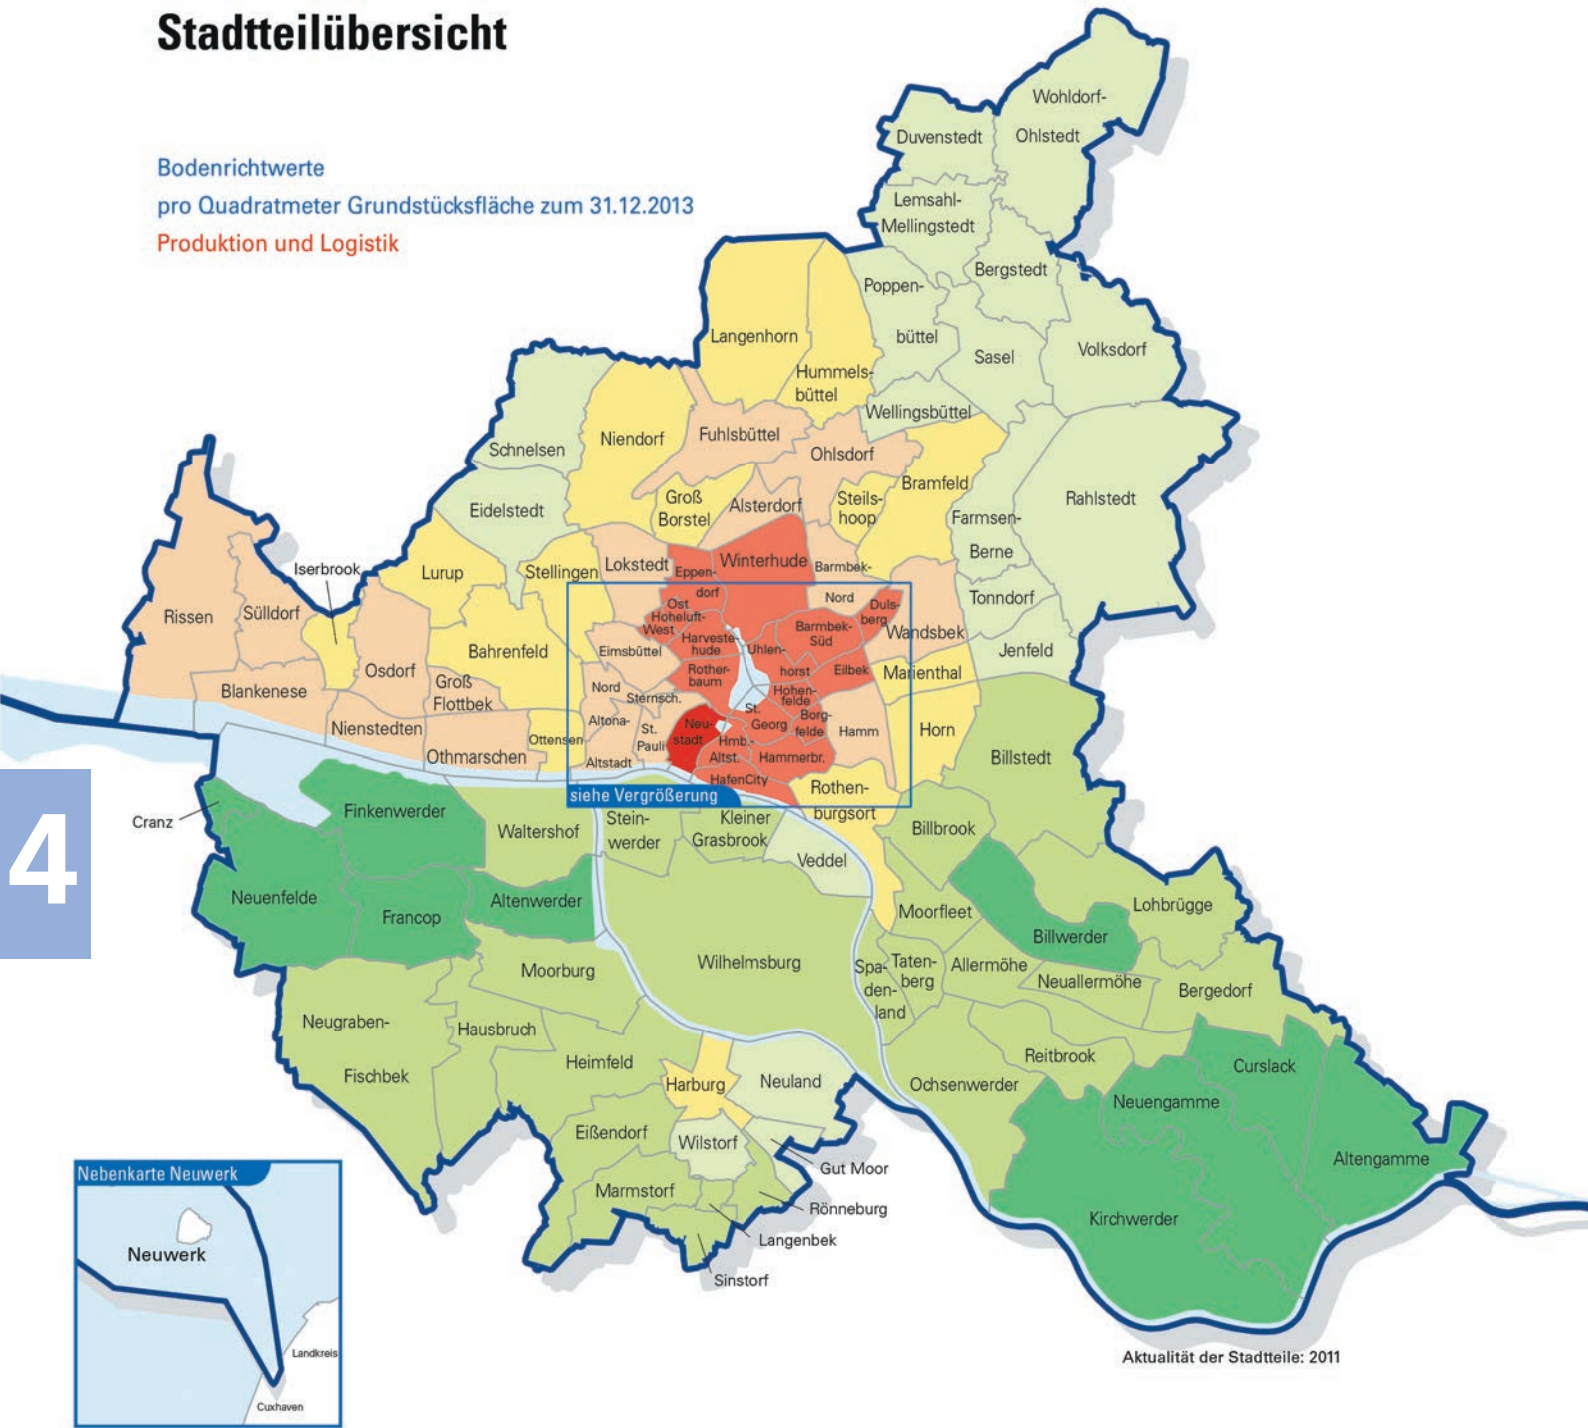 Stadtteilübersicht
Bodenrichtwerte
pro Quadratmeter Grundstücksfläche zum 31.12.2013
Produktion und Logistik
Wohldorf-
Ohlstedt
Duvenstedt
Lemsahl-
Mellingstedt
Bergstedt
Poppen-
büttel
Sasel
Volksdorf
Wellingsbüttel
Langenhorn
Hummels-
büttel
Schnelsen
Niendorf
Fuhlsbüttel
Ohlsdorf
Bramfeld
Farmsen-
Berne
Rahlstedt
Eidelstedt
Groß
Borstel
Alsterdorf
Steils-
hoop
Lokstedt
Eppen-
dorf
Winterhude
Barmbek-
Nord
Tonndorf
Jenfeld
Iserbrook
Lurup
Stellingen
Rissen
Sülldorf
Osdorf
Bahrenfeld
Ost
Hoheluft-
West
Harveste-
hude
Uhlen-
horst
Barmbek-
Süd
Duls-
berg
Wandsbek
Eimsbüttel
Rother-
baum
Eilbek
Marienthal
Blankenese
Groß
Flottbek
Nienstedten
Othmarschen
Ottensen
Nord
Altona-
Altstadt
Sternsch.
St.
Pauli
Neu-
stadt
Hmb.-
Altst.
St.
Georg
Hohen-
felde
Borg-
felde
Hamm
Hammerbr.
HafenCity
Horn
Billstedt
siehe Vergrößerung
Rothen-
burgsort
Cranz
Finkenwerder
Waltershof
Stein-
werder
Kleiner
Grasbrook
Veddel
Billbrook
4
Neuenfelde
Francop
Altenwerder
Moorfleet
Billwerder
Lohbrügge
Moorburg
Wilhelmsburg
Spa-
den-
land
Taten-
berg
Allermöhe
Neuallermöhe
Bergedorf
Neugraben-
Fischbek
Hausbruch
Heimfeld
Harburg
Neuland
Ochsenwerder
Reitbrook
Curslack
Neuengamme
Altengamme
Kirchwerder
Eißendorf
Wilstorf
Gut Moor
Marmstorf
Rönneburg
Langenbek
Sinstorf
Nebenkarte Neuwerk
Neuwerk
Landkreis
Cuxhaven
Aktualität der Stadtteile: 2011